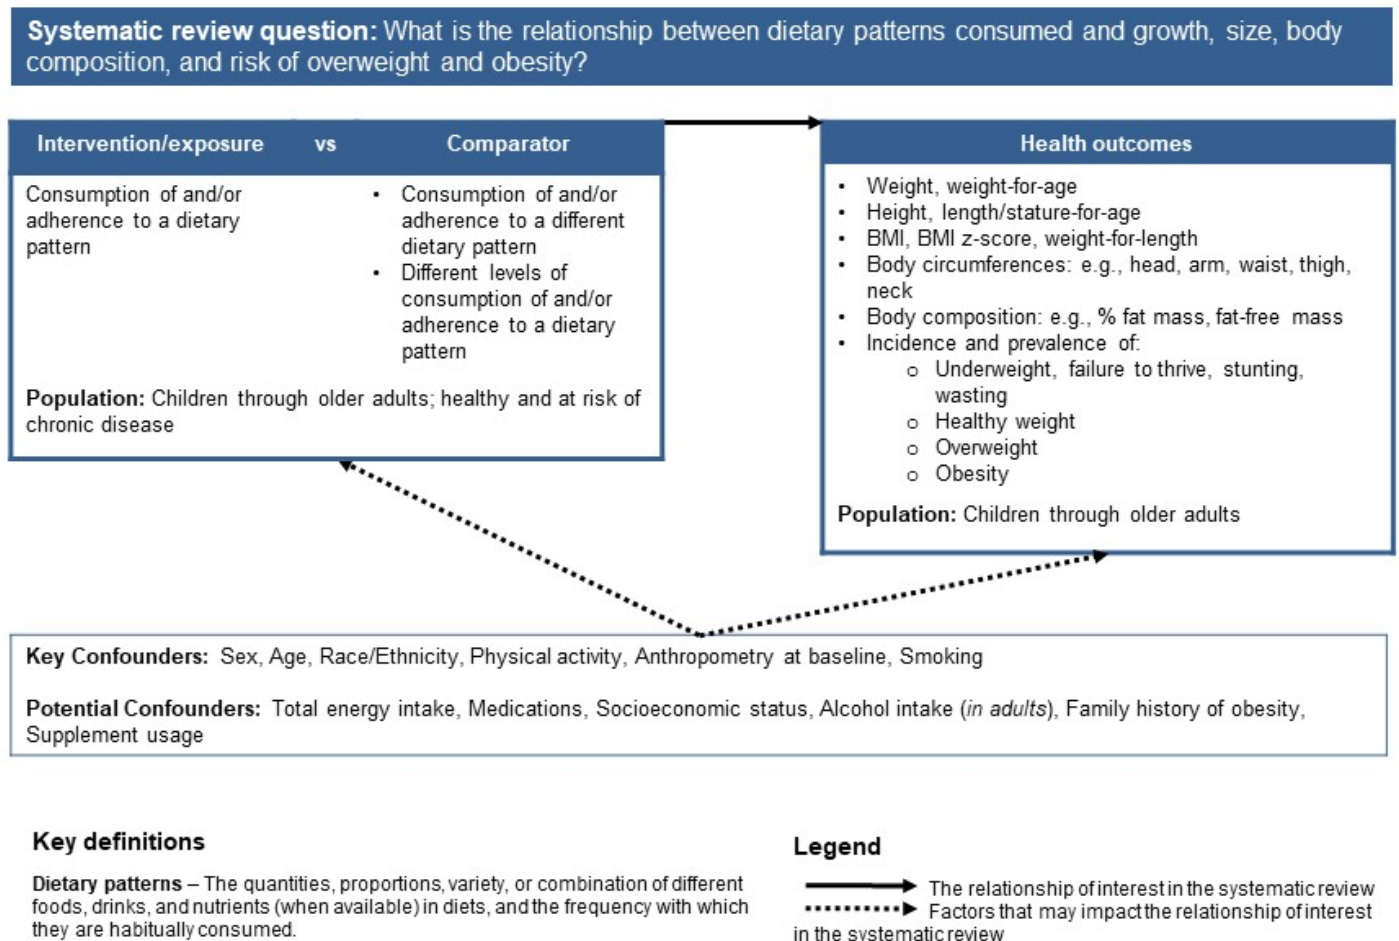 Systematic review question: What is the relationship between dietary patterns consumed and growth, size, body
composition, and risk of overweight and obesity?
Intervention/exposure vs Comparator
Consumption of and/or
adherence to a dietary
pattern
• Consumption of and/or
adherence to a different
dietary pattern
• Different levels of
consumption of and/or
adherence to a dietary
pattern
Population: Children through older adults; healthy and at risk of
chronic disease
Health outcomes
• Weight, weight-for-age
• Height, length/stature-for-age
• BMI, BMI z-score, weight-for-length
• Body circumferences: e.g., head, arm, waist, thigh,
neck
• Body composition: e.g., % fat mass, fat-free mass
• Incidence and prevalence of:
o Underweight, failure to thrive, stunting,
wasting
o Healthy weight
o Overweight
o Obesity
Population: Children through older adults
Key Confounders: Sex, Age, Race/Ethnicity, Physical activity, Anthropometry at baseline, Smoking
Potential Confounders: Total energy intake, Medications, Socioeconomic status, Alcohol intake (in adults), Family history of obesity,
Supplement usage
Key definitions
Dietary patterns – The quantities, proportions, variety, or combination of different
foods, drinks, and nutrients (when available) in diets, and the frequency with which
they are habitually consumed.
Legend
The relationship of interest in the systematic review
Factors that may impact the relationship of interest
in the systematic review